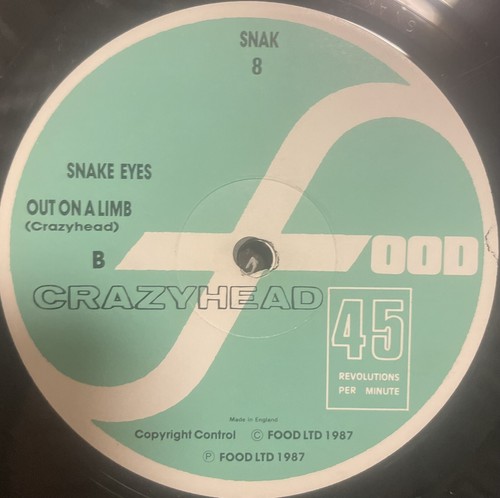 SNAK
8
SNAKE EYES
OUT ON A LIMB
(Crazyhead)
B
FOOD
CRAZYHEAD
45
REVOLUTIONS
PER MINUTE
Made in England
Copyright Control © FOOD LTD 1987
℗ FOOD LTD 1987